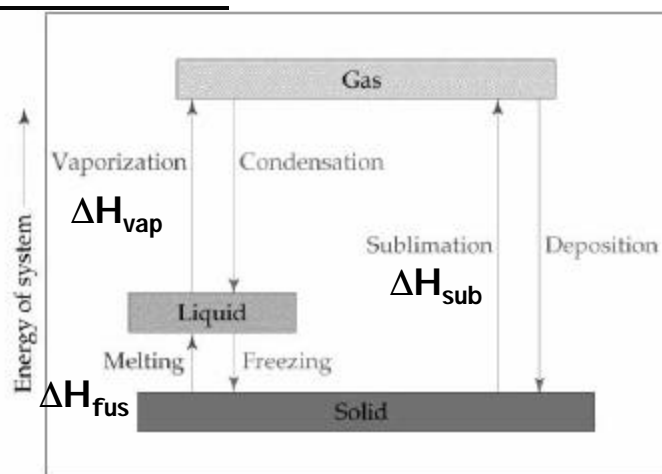 Gas
Vaporization Condensation
ΔHvap
Sublimation Deposition
ΔHsub
Energy of system
Liquid
Melting Freezing
ΔHfus
Solid